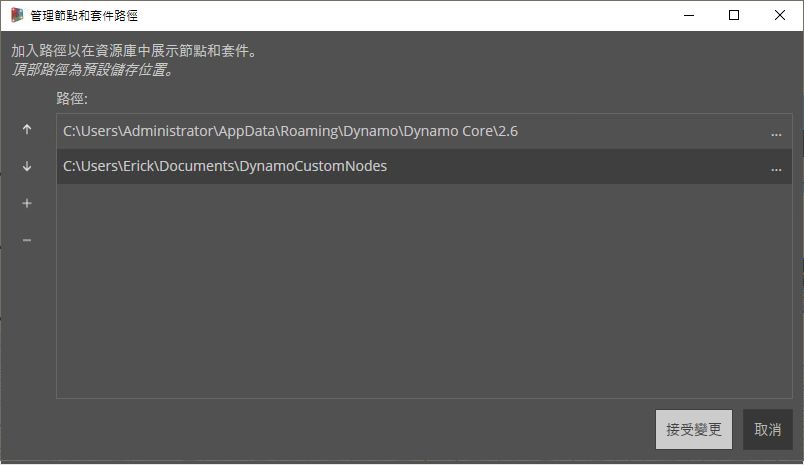 管理節點和套件路徑
加入路徑以在資源庫中展示節點和套件。
頂部路徑為預設儲存位置。
路徑:
C:\Users\Administrator\AppData\Roaming\Dynamo\Dynamo Core\2.6 ...
C:\Users\Erick\Documents\DynamoCustomNodes ...
接受變更 取消